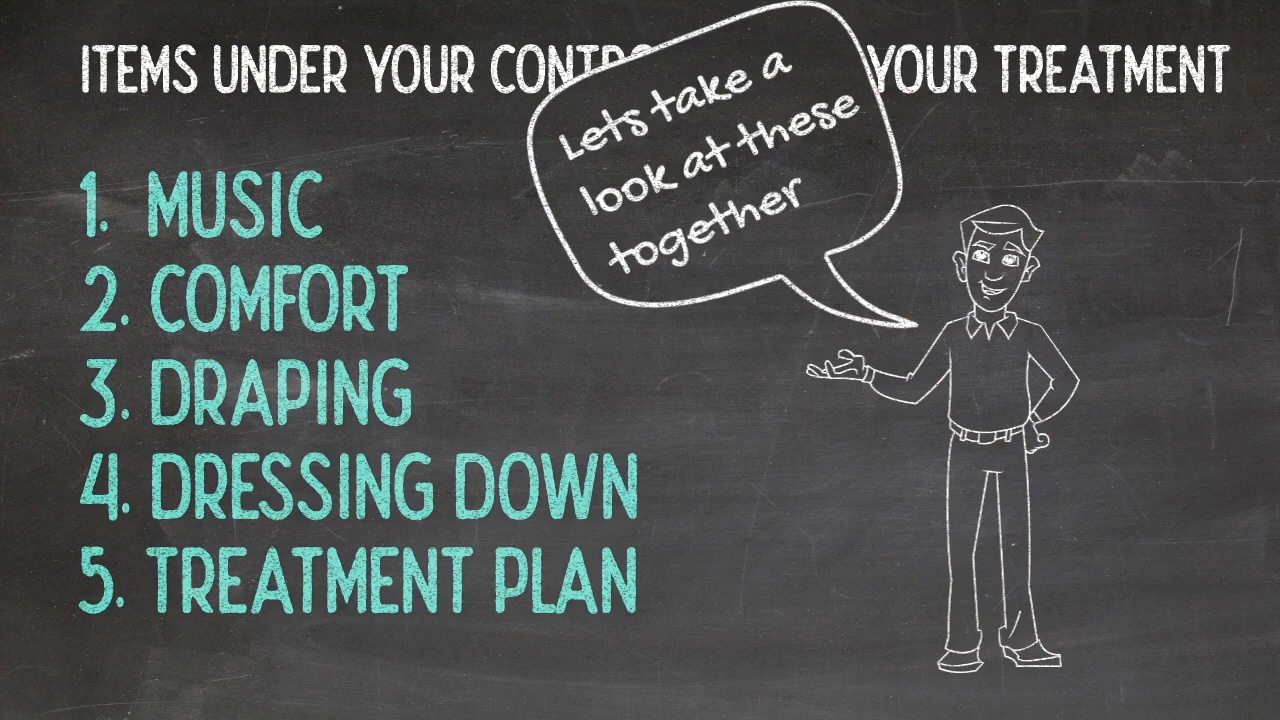 ITEMS UNDER YOUR YOUR TREATMENT
Lets take a
look at these
together
1. MUSIC
2. COMFORT
3. DRAPING
4. DRESSING DOWN
5. TREATMENT PLAN